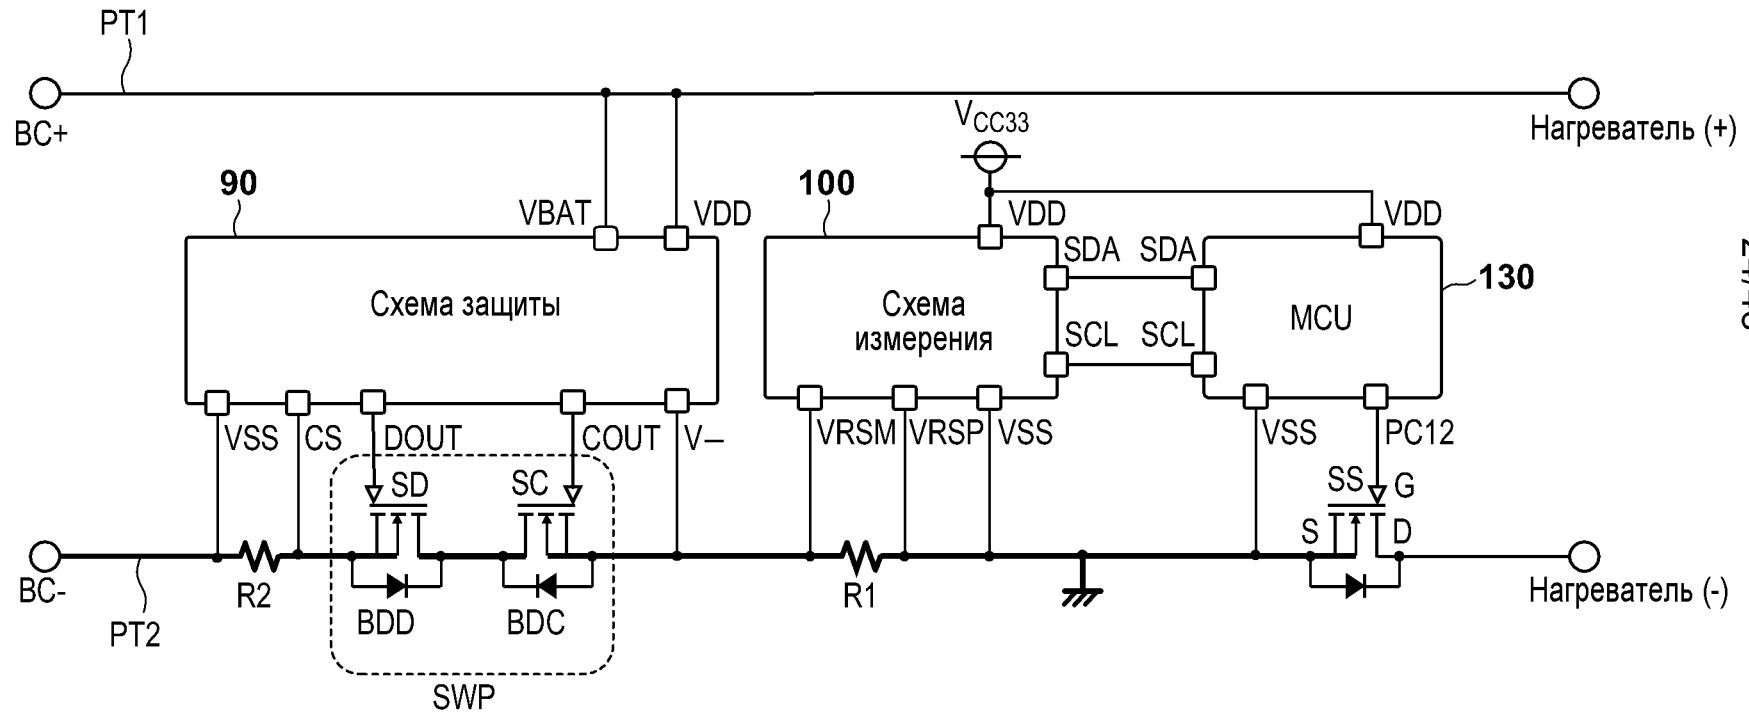 PT1
BC+
Нагреватель (+)
VCC33
90
100
VBAT
VDD
VDD
VDD
SDA
SDA
130
Схема защиты
Схема
измерения
MCU
SCL
SCL
VSS
CS
DOUT
COUT
V–
VRSM
VRSP
VSS
VSS
PC12
SD
SC
SS
G
S
D
BC-
R2
R1
Нагреватель (-)
BDD
BDC
PT2
SWP